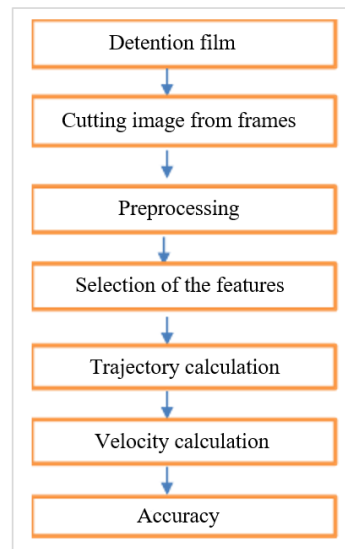 Detention film
Cutting image from frames
Preprocessing
Selection of the features
Trajectory calculation
Velocity calculation
Accuracy